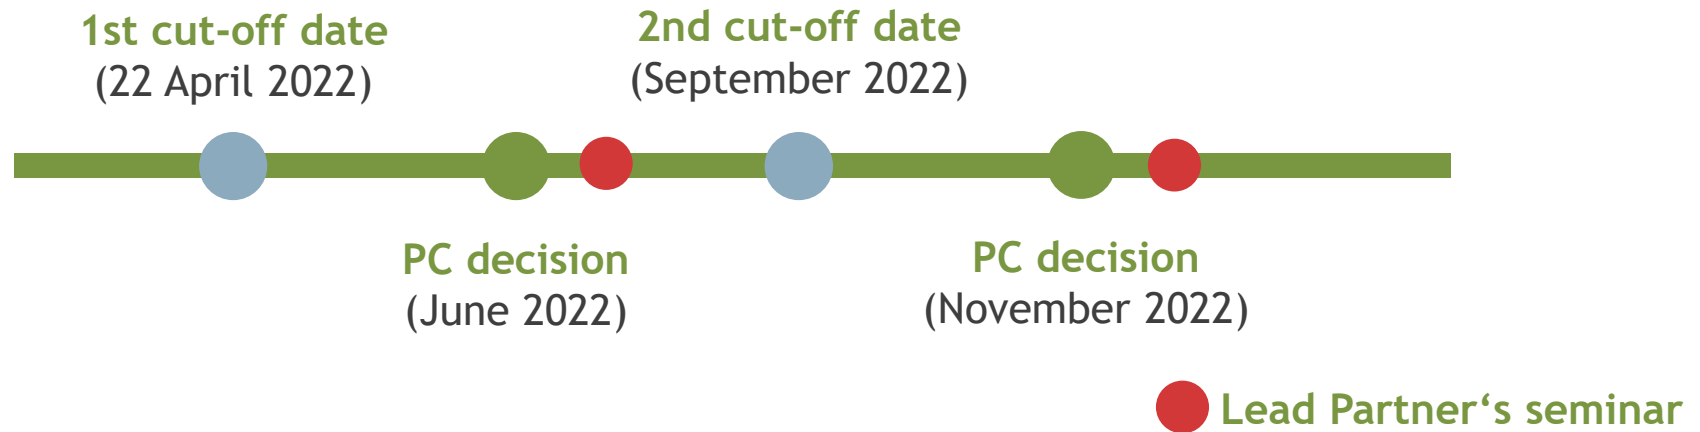 1st cut-off date
(22 April 2022)
2nd cut-off date
(September 2022)
PC decision
(June 2022)
PC decision
(November 2022)
Lead Partner‘s seminar